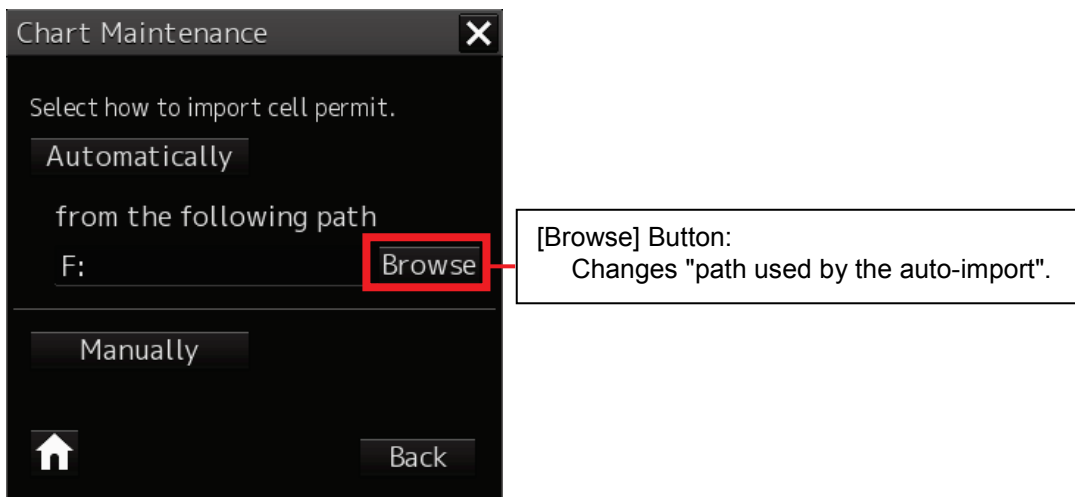 Chart Maintenance
Select how to import cell permit.
Automatically
from the following path
F:
Browse
[Browse] Button:
Changes "path used by the auto-import".
Manually
Back